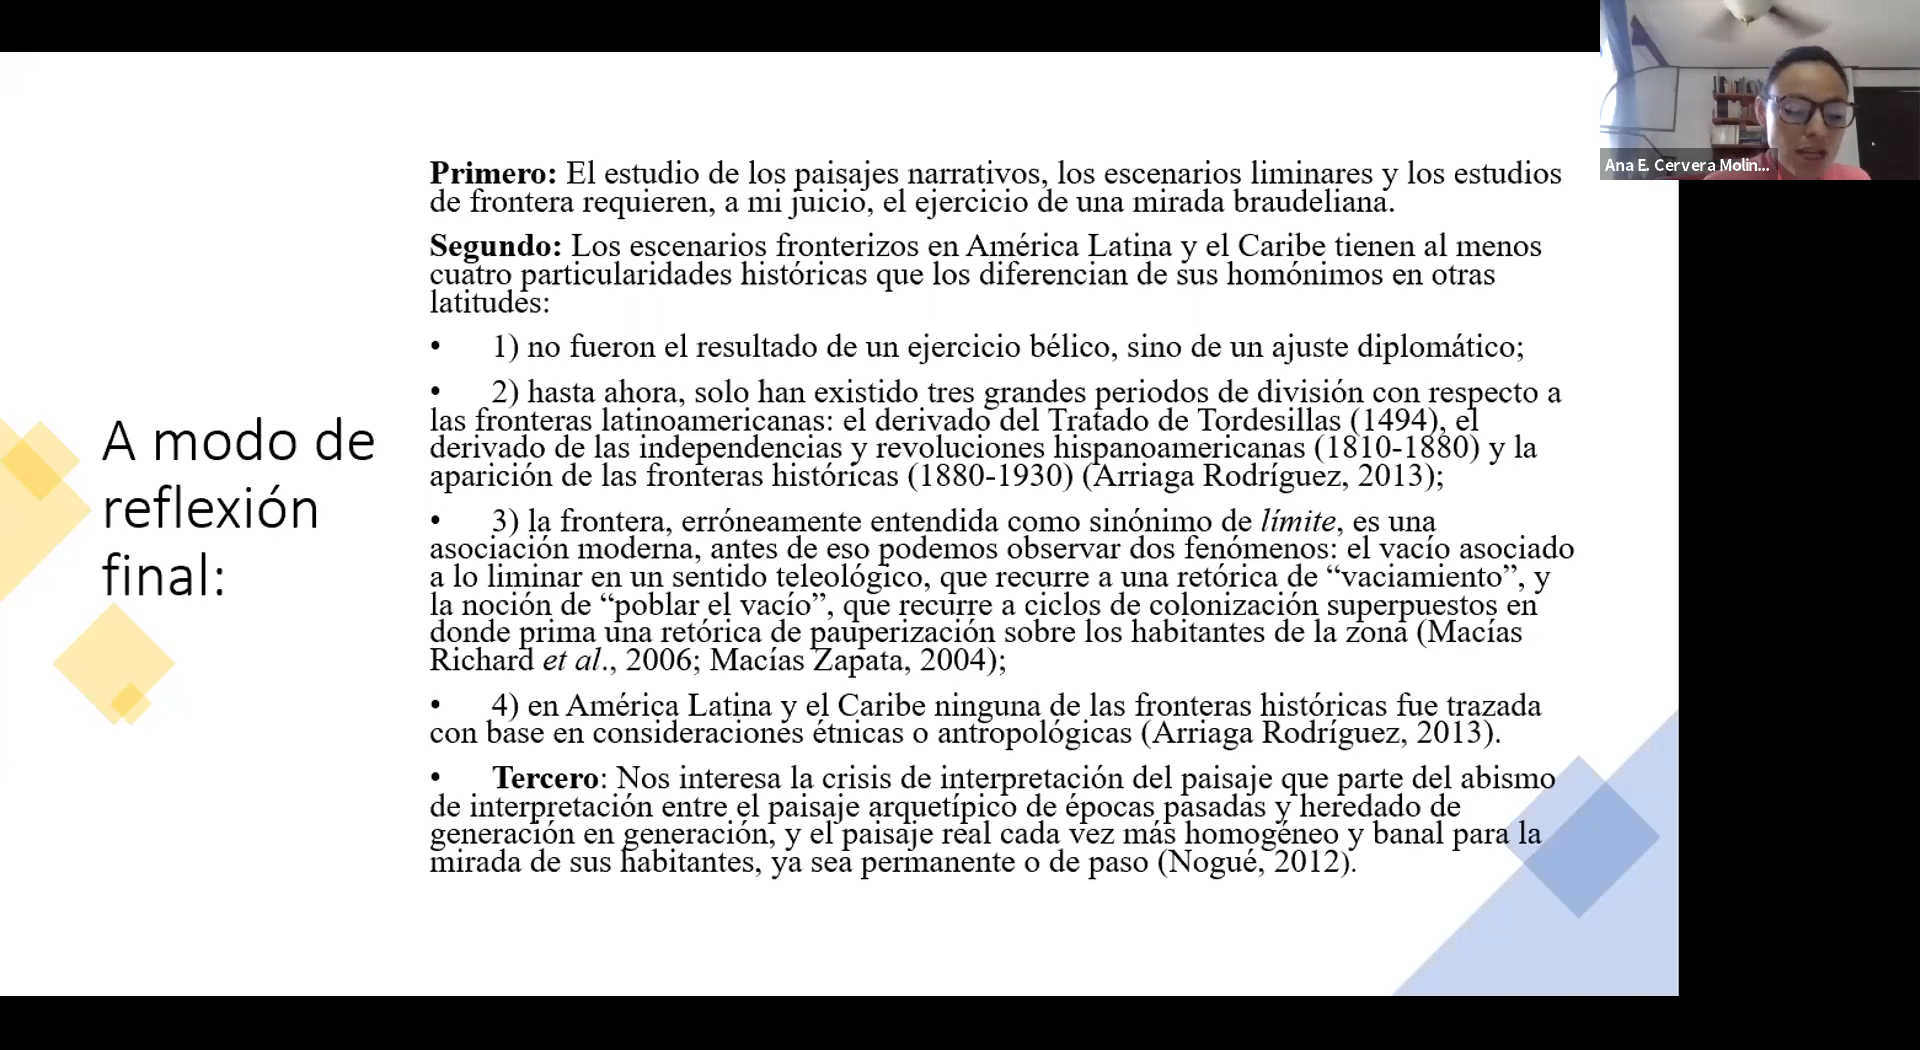 A modo de
reflexión
final:
Primero: El estudio de los paisajes narrativos, los escenarios liminares y los estudios
de frontera requieren, a mi juicio, el ejercicio de una mirada braudeliana.
Segundo: Los escenarios fronterizos en América Latina y el Caribe tienen al menos
cuatro particularidades históricas que los diferencian de sus homónimos en otras
latitudes:
• 1) no fueron el resultado de un ejercicio bélico, sino de un ajuste diplomático;
• 2) hasta ahora, solo han existido tres grandes periodos de división con respecto a
las fronteras latinoamericanas: el derivado del Tratado de Tordesillas (1494), el
derivado de las independencias y revoluciones hispanoamericanas (1810-1880) y la
aparición de las fronteras históricas (1880-1930) (Arriaga Rodríguez, 2013);
• 3) la frontera, erróneamente entendida como sinónimo de límite, es una
asociación moderna, antes de eso podemos observar dos fenómenos: el vacío asociado
a lo liminar en un sentido teleológico, que recurre a una retórica de “vaciamiento”, y
la noción de “poblar el vacío”, que recurre a ciclos de colonización superpuestos en
donde prima una retórica de pauperización sobre los habitantes de la zona (Macías
Richard et al., 2006; Macías Zapata, 2004);
• 4) en América Latina y el Caribe ninguna de las fronteras históricas fue trazada
con base en consideraciones étnicas o antropológicas (Arriaga Rodríguez, 2013).
• Tercero: Nos interesa la crisis de interpretación del paisaje que parte del abismo
de interpretación entre el paisaje arquetípico de épocas pasadas y heredado de
generación en generación, y el paisaje real cada vez más homogéneo y banal para la
mirada de sus habitantes, ya sea permanente o de paso (Nogué, 2012).
Ana E. Cervera Molin...